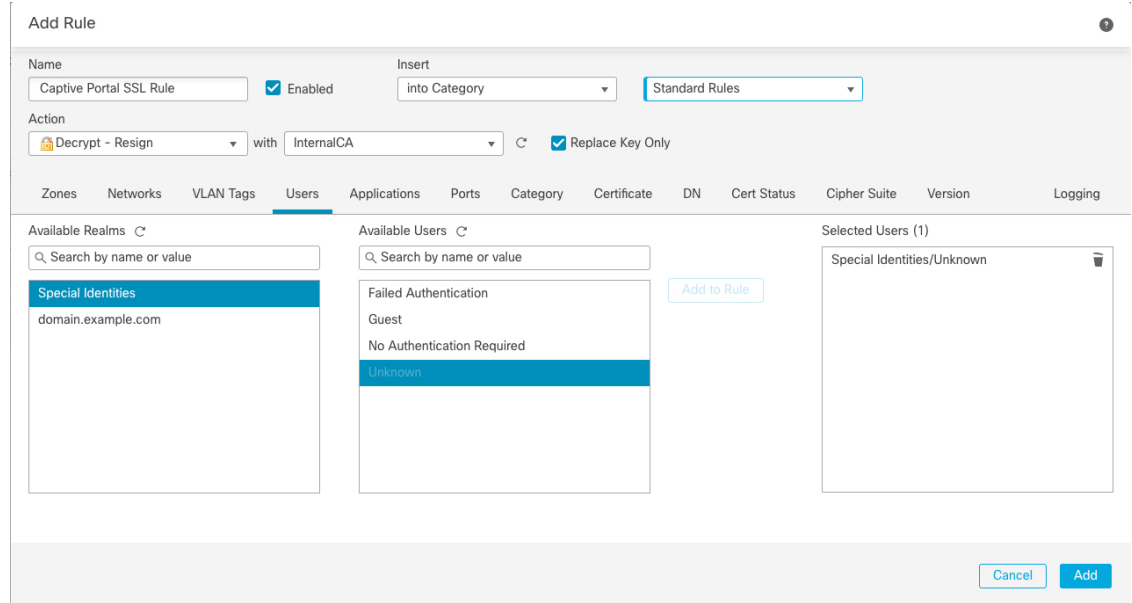 Add Rule
?
Name
Insert
Captive Portal SSL Rule
Enabled
into Category
Standard Rules
Action
Decrypt - Resign
with
InternalCA
Replace Key Only
Zones
Networks
VLAN Tags
Users
Applications
Ports
Category
Certificate
DN
Cert Status
Cipher Suite
Version
Logging
Available Realms
Available Users
Selected Users (1)
Search by name or value
Search by name or value
Special Identities/Unknown
Special Identities
domain.example.com
Failed Authentication
Guest
No Authentication Required
Unknown
Add to Rule
Cancel
Add